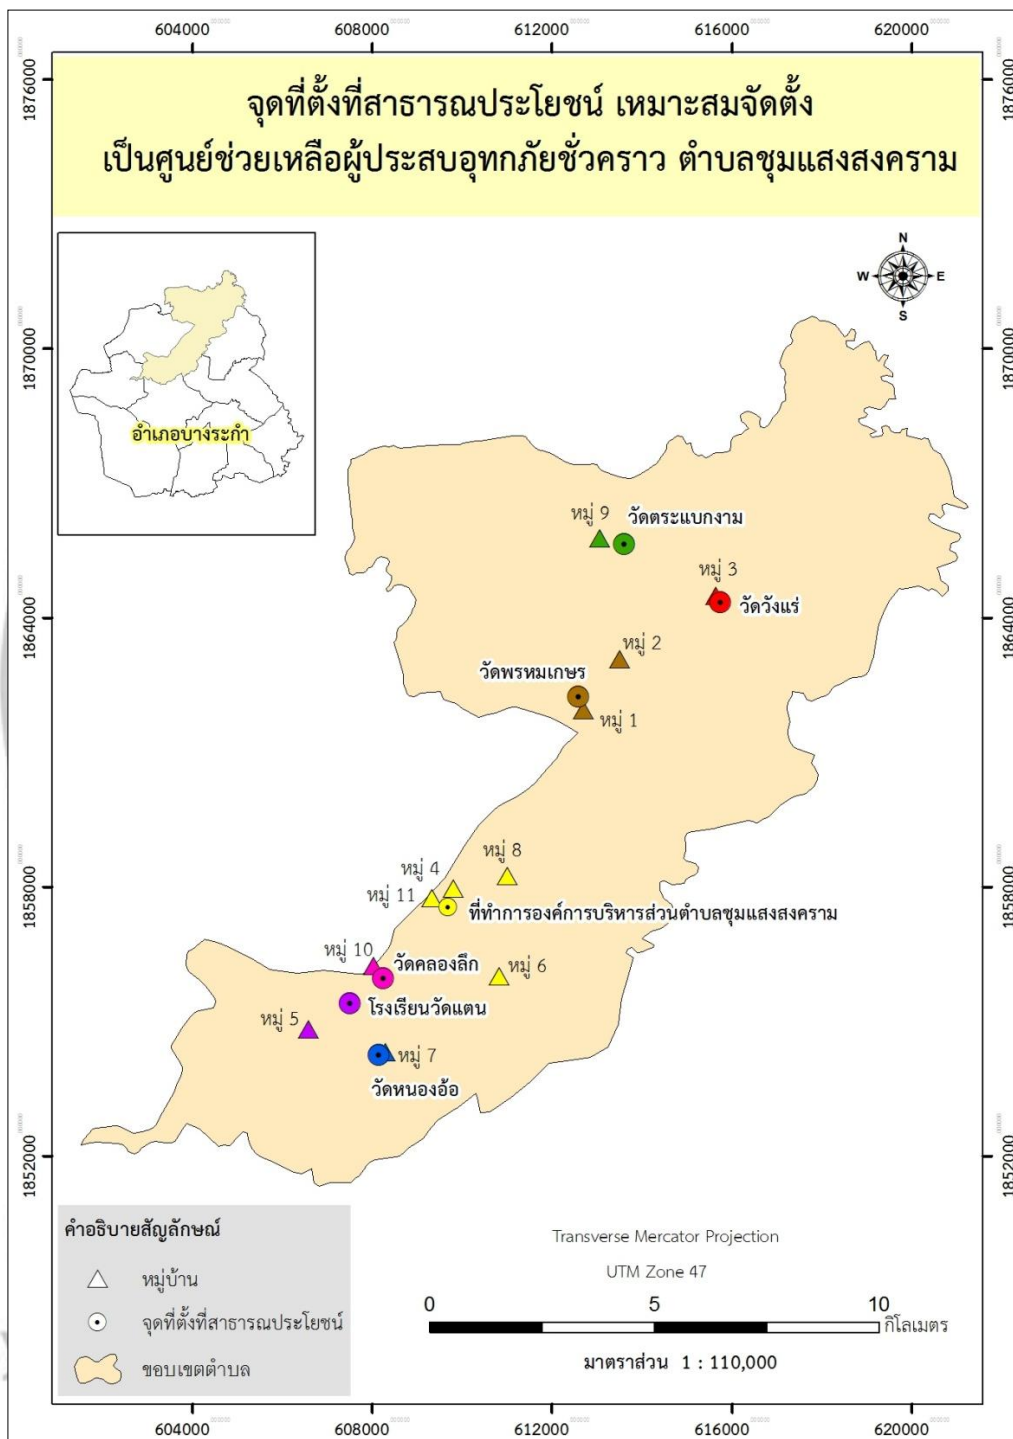 604000 608000 612000 616000 620000
1876000 1876000
จุดที่ตั้งที่สาธารณประโยชน์ เหมาะสมจัดตั้ง
เป็นศูนย์ช่วยเหลือผู้ประสบอุทกภัยชั่วคราว ตำบลชุมแสงสงคราม
N
W E
S
1870000 1870000
อำเภอบางระกำ
หมู่ 9 วัดตระแบกงาม
หมู่ 3
วัดวังแร่
1864000 1864000
หมู่ 2
วัดพรหมเกษร
หมู่ 1
หมู่ 8
หมู่ 4
1858000 1858000
หมู่ 11
ที่ทำการองค์การบริหารส่วนตำบลชุมแสงสงคราม
หมู่ 10
วัดคลองลึก
หมู่ 6
โรงเรียนวัดแตน
หมู่ 5
หมู่ 7
วัดหนองอ้อ
1852000 1852000
คำอธิบายสัญลักษณ์
หมู่บ้าน
จุดที่ตั้งที่สาธารณประโยชน์
ขอบเขตตำบล
Transverse Mercator Projection
UTM Zone 47
0 5 10
กิโลเมตร
มาตราส่วน 1 : 110,000
604000 608000 612000 616000 620000